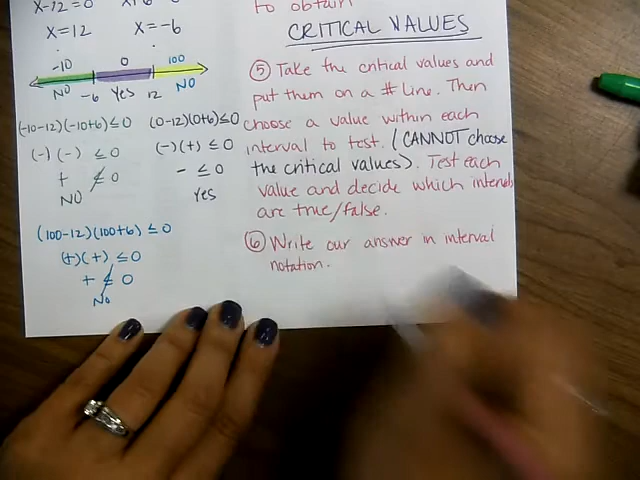 x-12=0
x=12 x=-6
-10 0 100
NO -6 Yes 12 NO
(-10-12)(-10+6)≤0
(-)(-) ≤0
+ ≰0
NO
(0-12)(0+6)≤0
(-)(+) ≤0
- ≤0
Yes
(100-12)(100+6)≤0
(+)(+) ≤0
+ ≰ 0
No
to obtain
CRITICAL VALUES
⑤ Take the critical values and
put them on a # line. Then
choose a value within each
interval to test. (CANNOT choose
the critical values). Test each
value and decide which intervals
are true/false.
⑥ Write our answer in interval
notation.